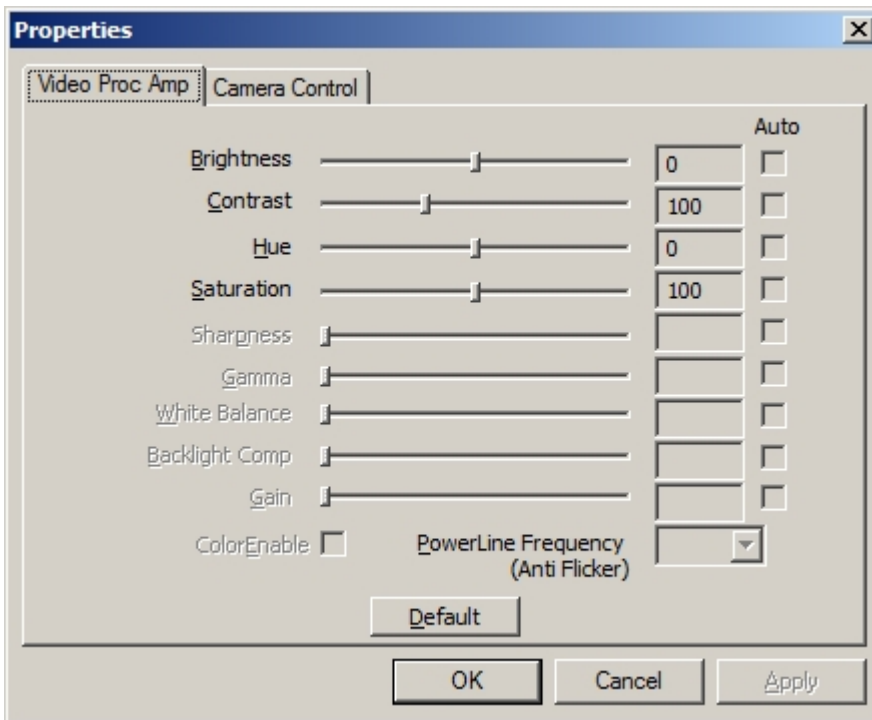 Properties
Video Proc Amp Camera Control
Auto
Brightness 0
Contrast 100
Hue 0
Saturation 100
Sharpness
Gamma
White Balance
Backlight Comp
Gain
ColorEnable PowerLine Frequency
(Anti Flicker)
Default
OK Cancel Apply